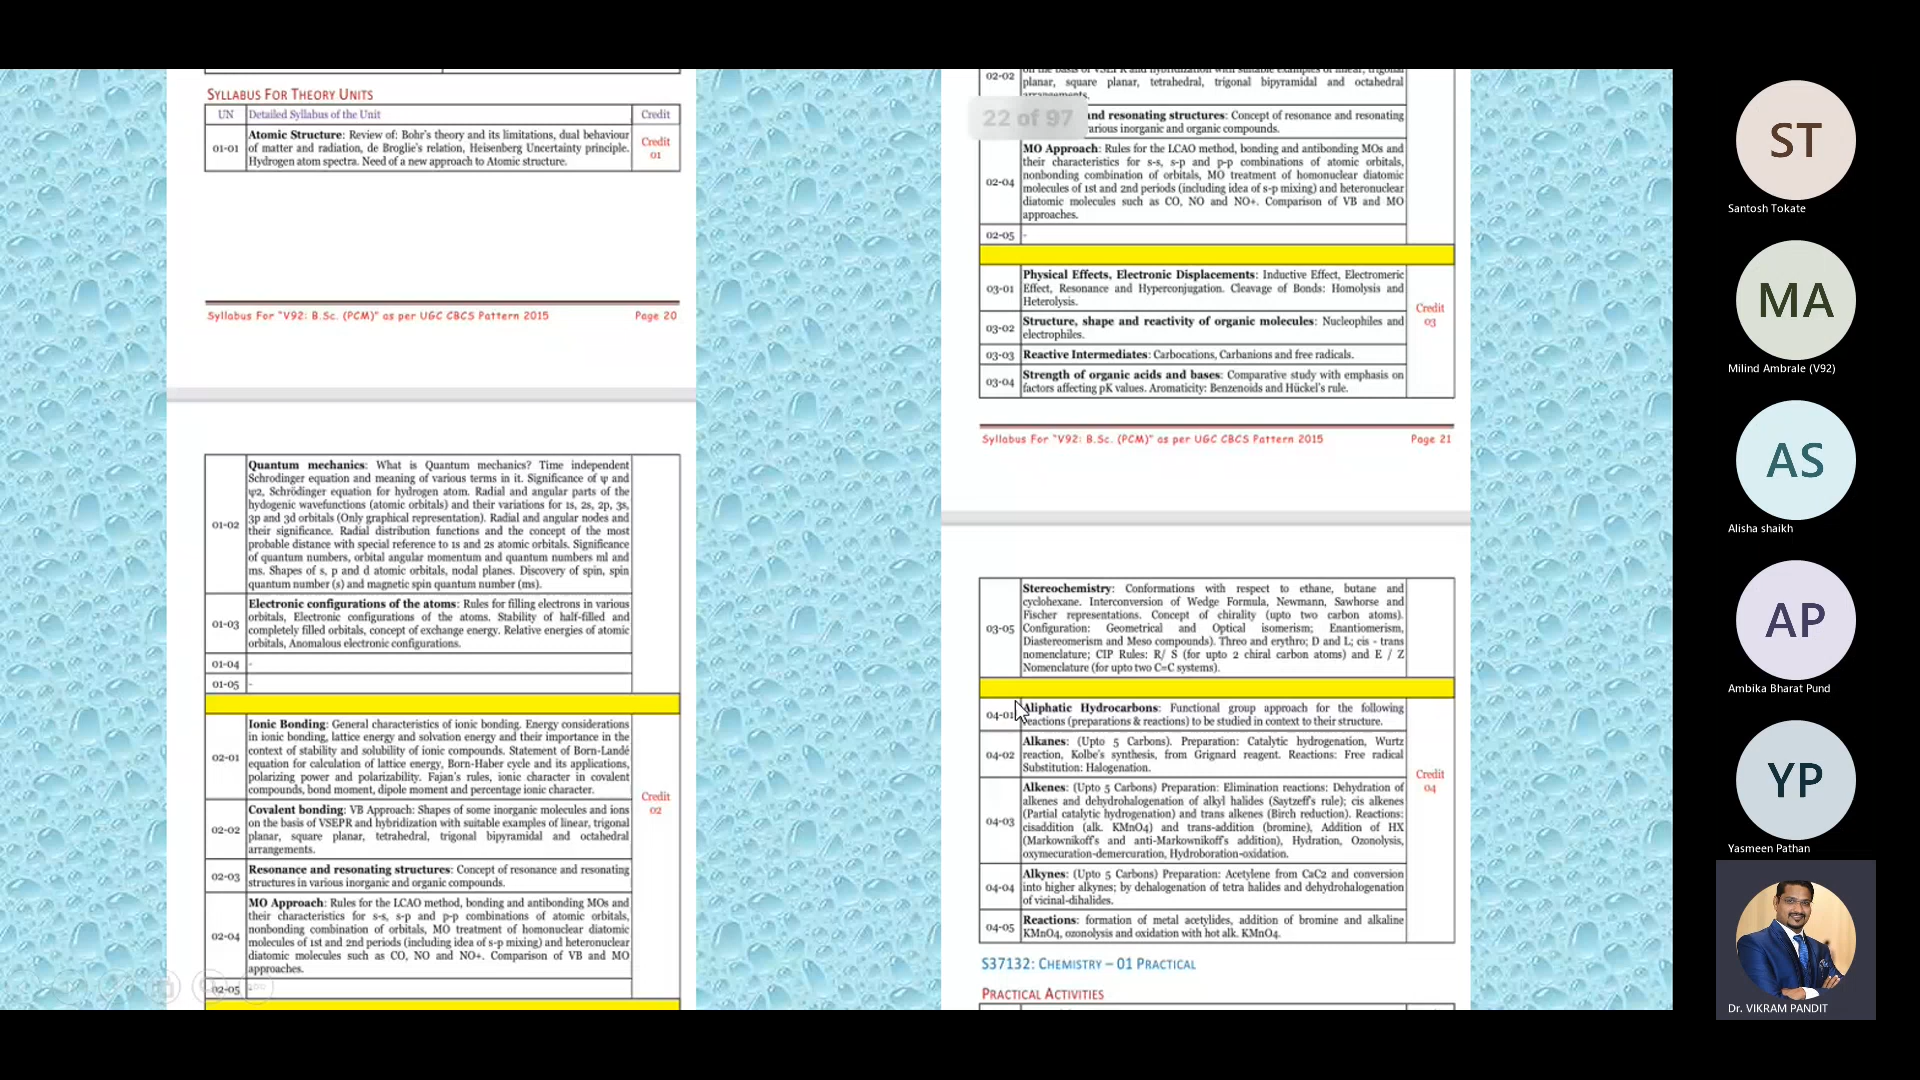 SYLLABUS FOR THEORY UNITS
UN Detailed Syllabus of the Unit Credit
01-01 Atomic Structure: Review of: Bohr's theory and its limitations, dual behaviour
of matter and radiation, de Broglie's relation, Heisenberg Uncertainty principle.
Hydrogen atom spectra. Need of a new approach to Atomic structure.
Credit
01
Syllabus For "V92: B.Sc. (PCM)" as per UGC CBCS Pattern 2015 Page 20
01-02 Quantum mechanics: What is Quantum mechanics? Time independent
Schrodinger equation and meaning of various terms in it. Significance of ψ and
ψ2, Schrödinger equation for hydrogen atom. Radial and angular parts of the
hydogenic wavefunctions (atomic orbitals) and their variations for 1s, 2s, 2p, 3s,
3p and 3d orbitals (Only graphical representation). Radial and angular nodes and
their significance. Radial distribution functions and the concept of the most
probable distance with special reference to 1s and 2s atomic orbitals. Significance
of quantum numbers, orbital angular momentum and quantum numbers ml and
ms. Shapes of s, p and d atomic orbitals, nodal planes. Discovery of spin, spin
quantum number (s) and magnetic spin quantum number (ms).
01-03 Electronic configurations of the atoms: Rules for filling electrons in various
orbitals, Electronic configurations of the atoms. Stability of half-filled and
completely filled orbitals, concept of exchange energy. Relative energies of atomic
orbitals, Anomalous electronic configurations.
01-04 -
01-05 -
02-01 Ionic Bonding: General characteristics of ionic bonding. Energy considerations
in ionic bonding, lattice energy and solvation energy and their importance in the
context of stability and solubility of ionic compounds. Statement of Born-Landé
equation for calculation of lattice energy, Born-Haber cycle and its applications,
polarizing power and polarizability. Fajan's rules, ionic character in covalent
compounds, bond moment, dipole moment and percentage ionic character.
Credit
02
02-02 Covalent bonding: VB Approach: Shapes of some inorganic molecules and ions
on the basis of VSEPR and hybridization with suitable examples of linear, trigonal
planar, square planar, tetrahedral, trigonal bipyramidal and octahedral
arrangements.
02-03 Resonance and resonating structures: Concept of resonance and resonating
structures in various inorganic and organic compounds.
02-04 MO Approach: Rules for the LCAO method, bonding and antibonding MOs and
their characteristics for s-s, s-p and p-p combinations of atomic orbitals,
nonbonding combination of orbitals, MO treatment of homonuclear diatomic
molecules of 1st and 2nd periods (including idea of s-p mixing) and heteronuclear
diatomic molecules such as CO, NO and NO+. Comparison of VB and MO
approaches.
02-05 -
02-02 on the basis of VSEPR and hybridization with suitable examples of linear, trigonal
planar, square planar, tetrahedral, trigonal bipyramidal and octahedral
arrangements.
22 of 97
and resonating structures: Concept of resonance and resonating
various inorganic and organic compounds.
02-04 MO Approach: Rules for the LCAO method, bonding and antibonding MOs and
their characteristics for s-s, s-p and p-p combinations of atomic orbitals,
nonbonding combination of orbitals, MO treatment of homonuclear diatomic
molecules of 1st and 2nd periods (including idea of s-p mixing) and heteronuclear
diatomic molecules such as CO, NO and NO+. Comparison of VB and MO
approaches.
02-05 -
03-01 Physical Effects, Electronic Displacements: Inductive Effect, Electromeric
Effect, Resonance and Hyperconjugation. Cleavage of Bonds: Homolysis and
Heterolysis.
Credit
03
03-02 Structure, shape and reactivity of organic molecules: Nucleophiles and
electrophiles.
03-03 Reactive Intermediates: Carbocations, Carbanions and free radicals.
03-04 Strength of organic acids and bases: Comparative study with emphasis on
factors affecting pK values. Aromaticity: Benzenoids and Hückel's rule.
Syllabus For "V92: B.Sc. (PCM)" as per UGC CBCS Pattern 2015 Page 21
03-05 Stereochemistry: Conformations with respect to ethane, butane and
cyclohexane. Interconversion of Wedge Formula, Newmann, Sawhorse and
Fischer representations. Concept of chirality (upto two carbon atoms).
Configuration: Geometrical and Optical isomerism; Enantiomerism,
Diastereomerism and Meso compounds). Threo and erythro; D and L; cis - trans
nomenclature; CIP Rules: R/ S (for upto 2 chiral carbon atoms) and E / Z
Nomenclature (for upto two C=C systems).
04-01 Aliphatic Hydrocarbons: Functional group approach for the following
reactions (preparations & reactions) to be studied in context to their structure.
04-02 Alkanes: (Upto 5 Carbons). Preparation: Catalytic hydrogenation, Wurtz
reaction, Kolbe's synthesis, from Grignard reagent. Reactions: Free radical
Substitution: Halogenation.
Credit
04
04-03 Alkenes: (Upto 5 Carbons) Preparation: Elimination reactions: Dehydration of
alkenes and dehydrohalogenation of alkyl halides (Saytzeff's rule); cis alkenes
(Partial catalytic hydrogenation) and trans alkenes (Birch reduction). Reactions:
cisaddition (alk. KMnO4) and trans-addition (bromine), Addition of HX
(Markownikoff's and anti-Markownikoff's addition), Hydration, Ozonolysis,
oxymecuration-demercuration, Hydroboration-oxidation.
04-04 Alkynes: (Upto 5 Carbons) Preparation: Acetylene from CaC2 and conversion
into higher alkynes; by dehalogenation of tetra halides and dehydrohalogenation
of vicinal-dihalides.
04-05 Reactions: formation of metal acetylides, addition of bromine and alkaline
KMnO4, ozonolysis and oxidation with hot alk. KMnO4.
S37132: CHEMISTRY – 01 PRACTICAL
PRACTICAL ACTIVITIES
ST
Santosh Tokate
MA
Milind Ambrale (V92)
AS
Alisha shaikh
AP
Ambika Bharat Pund
YP
Yasmeen Pathan
Dr. VIKRAM PANDIT